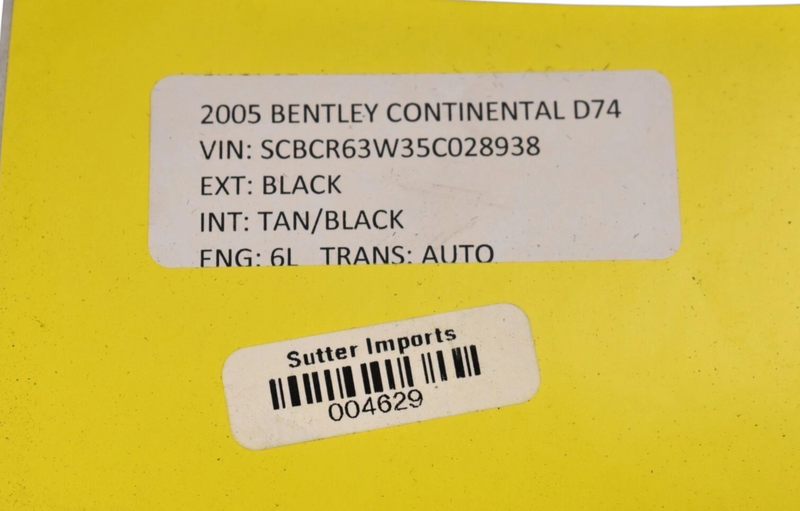 2005 BENTLEY CONTINENTAL D74
VIN: SCBCR63W35C028938
EXT: BLACK
INT: TAN/BLACK
ENG: 6L TRANS: AUTO
Sutter Imports
004629